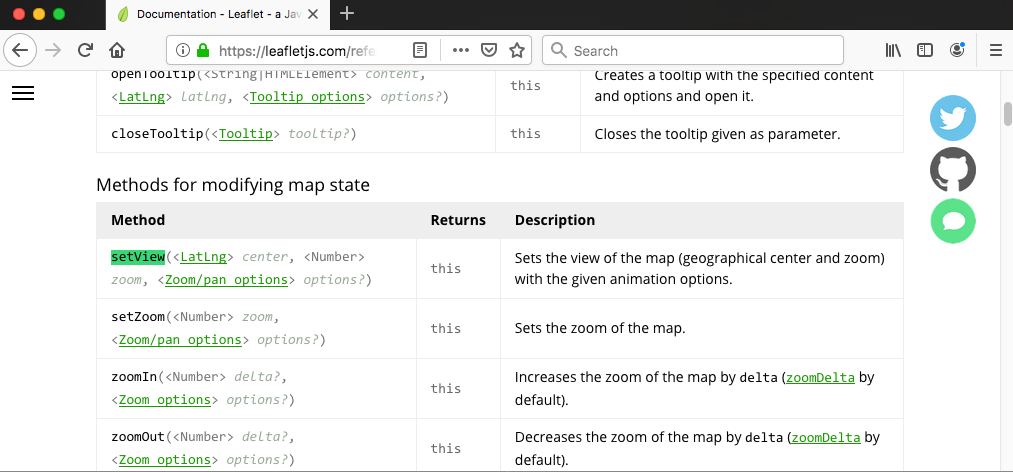 Documentation - Leaflet - a Jav
https://leafletjs.com/refe
Search
openTooltip(<String|HTMLElement> content,
<LatLng> latlng, <Tooltip options> options?)
this
Creates a tooltip with the specified content
and options and open it.
closeTooltip(<Tooltip> tooltip?)
this
Closes the tooltip given as parameter.
Methods for modifying map state
Method Returns Description
setView(<LatLng> center, <Number>
zoom, <Zoom/pan options> options?)
this
Sets the view of the map (geographical center and zoom)
with the given animation options.
setZoom(<Number> zoom,
<Zoom/pan options> options?)
this
Sets the zoom of the map.
zoomIn(<Number> delta?,
<Zoom options> options?)
this
Increases the zoom of the map by delta (zoomDelta by
default).
zoomOut(<Number> delta?,
<Zoom options> options?)
this
Decreases the zoom of the map by delta (zoomDelta by
default).